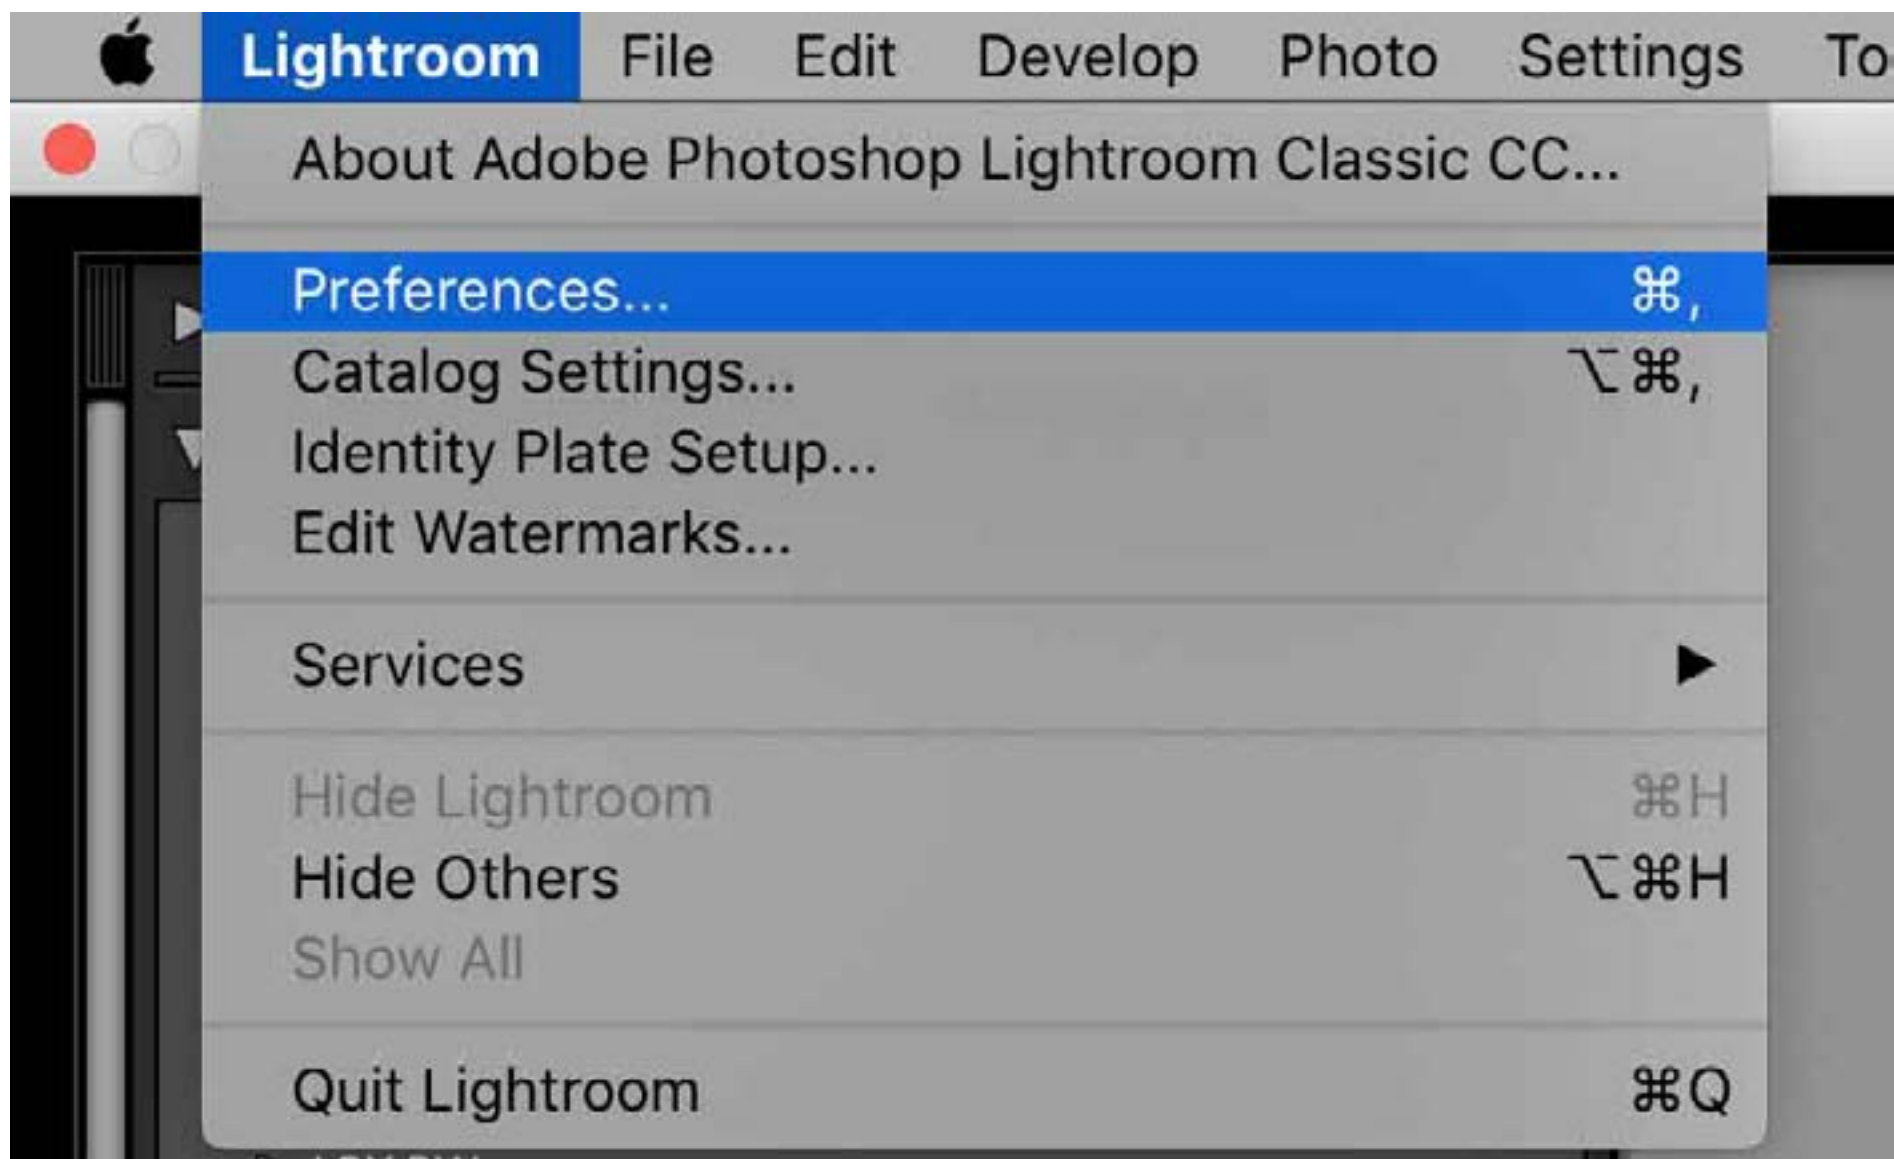 Lightroom File Edit Develop Photo Settings To
About Adobe Photoshop Lightroom Classic CC...
Preferences... ⌘,
Catalog Settings... ⌥⌘,
Identity Plate Setup...
Edit Watermarks...
Services
Hide Lightroom ⌘H
Hide Others ⌥⌘H
Show All
Quit Lightroom ⌘Q